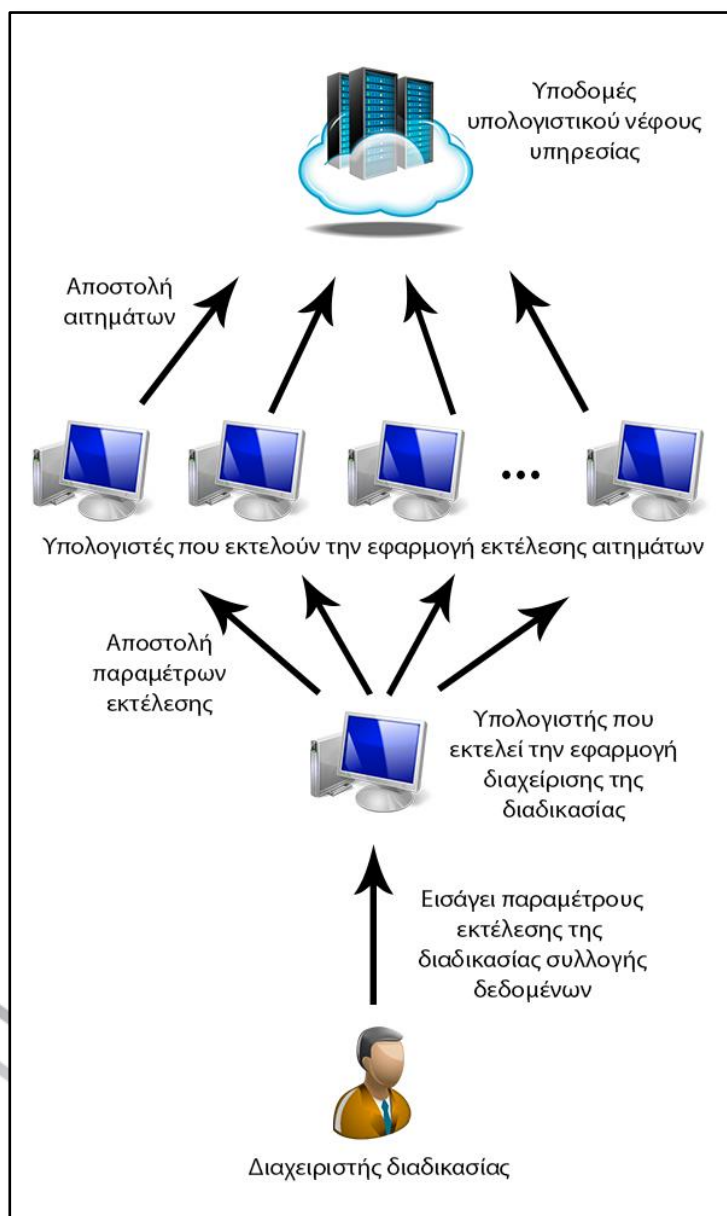 Υποδομές
υπολογιστικού νέφους
υπηρεσίας
Αποστολή
αιτημάτων
...
Υπολογιστές που εκτελούν την εφαρμογή εκτέλεσης αιτημάτων
Αποστολή
παραμέτρων
εκτέλεσης
Υπολογιστής που
εκτελεί την εφαρμογή
διαχείρισης της
διαδικασίας
Εισάγει παραμέτρους
εκτέλεσης της
διαδικασίας συλλογής
δεδομένων
Διαχειριστής διαδικασίας